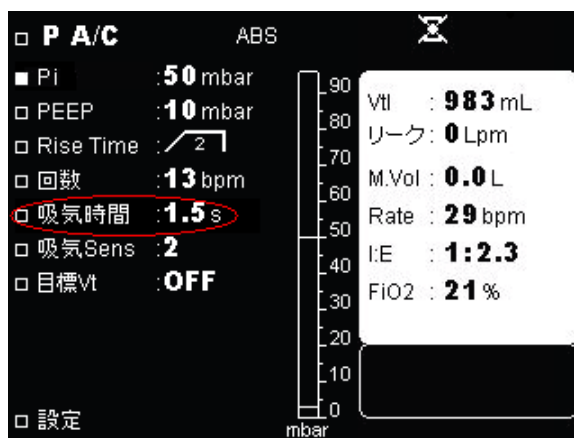 P A/C ABS
Pi :50 mbar
PEEP :10 mbar
Rise Time : 2
回数 :13 bpm
吸気時間 :1.5 s
吸気Sens :2
目標Vt :OFF
設定
90
80
70
60
50
40
30
20
10
0
mbar
VtI : 983 mL
リーク: 0 Lpm
M.Vol : 0.0 L
Rate : 29 bpm
I:E : 1:2.3
FiO2 : 21 %